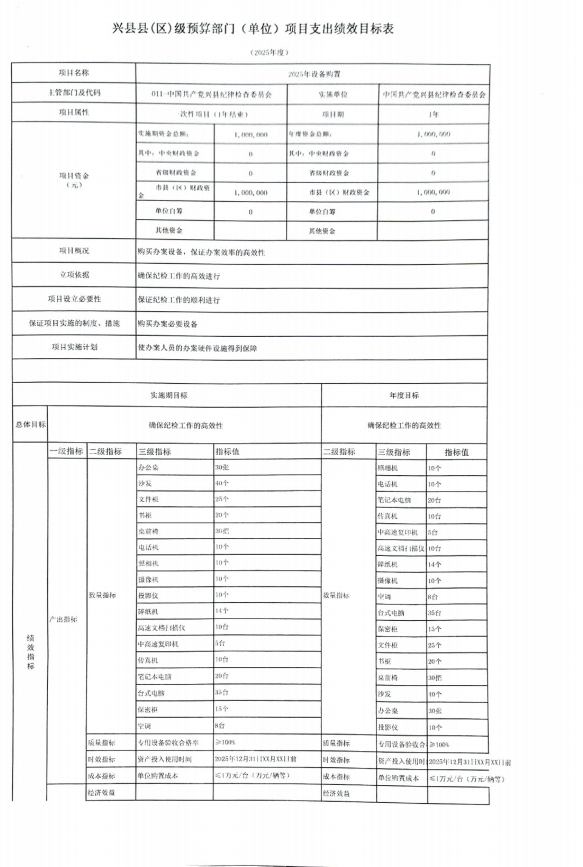 兴县县(区)级预算部门（单位）项目支出绩效目标表
（2025年度）
项目名称 2025年设备购置
主管部门及代码 011-中国共产党兴县纪律检查委员会 实施单位 中国共产党兴县纪律检查委员会
项目属性 一次性项目（1年结束） 项目期 1年
项目资金（元） 实施期资金总额： 1,000,000 年度资金总额： 1,000,000
其中：中央财政资金 0 其中：中央财政资金 0
省级财政资金 0 省级财政资金 0
市县（区）财政资金 1,000,000 市县（区）财政资金 1,000,000
单位自筹 0 单位自筹 0
其他资金 其他资金
项目概况 购买办案设备，保证办案效率的高效性
立项依据 确保纪检工作的高效进行
项目设立必要性 保证纪检工作的顺利进行
保证项目实施的制度、措施 购买办案必要设备
项目实施计划 使办案人员的办案硬件设施得到保障
实施期目标 年度目标
总体目标 确保纪检工作的高效性 确保纪检工作的高效性
绩效指标 一级指标 二级指标 三级指标 指标值 二级指标 三级指标 指标值
产出指标 数量指标 办公桌 30张 数量指标 照相机 10个
沙发 40个 电话机 10个
文件柜 25个 笔记本电脑 20台
书柜 20个 传真机 10台
桌前椅 30把 中高速复印机 5台
电话机 10个 高速文档扫描仪 10台
照相机 10个 碎纸机 14个
摄像机 10个 摄像机 10个
投影仪 10个 空调 8台
碎纸机 14个 台式电脑 35台
高速文档扫描仪 10台 保密柜 15个
中高速复印机 5台 文件柜 25个
传真机 10台 书柜 20个
笔记本电脑 20台 桌前椅 30把
台式电脑 35台 沙发 40个
保密柜 15个 办公桌 30张
空调 8台 投影仪 10个
质量指标 专用设备验收合格率 ≥100% 质量指标 专用设备验收合 ≥100%
时效指标 资产投入使用时间 2025年12月31日XX月XX日前 时效指标 资产投入使用时 2025年12月31日XX月XX日前
成本指标 单位购置成本 ≤1万元/台（万元/辆等） 成本指标 单位购置成本 ≤1万元/台（万元/辆等）
经济效益 经济效益